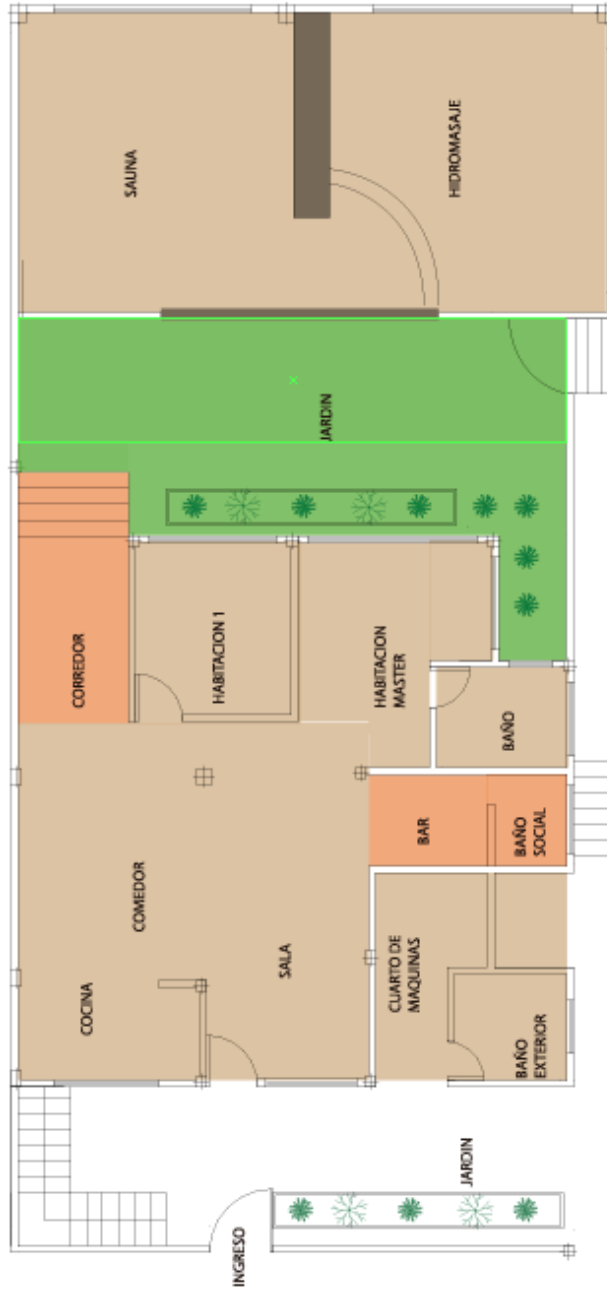 SAUNA
HIDROMASAJE
JARDIN
CORREDOR
HABITACION 1
HABITACION
MASTER
BAÑO
COMEDOR
BAR
BAÑO
SOCIAL
COCINA
SALA
CUARTO DE
MAQUINAS
BAÑO
EXTERIOR
INGRESO
JARDIN